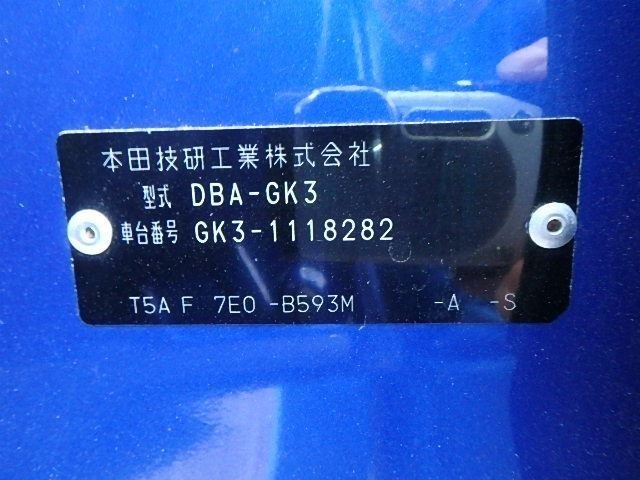 本田技研工業株式会社
型式 DBA-GK3
車台番号 GK3-1118282
T5A F 7E0 -B593M -A -S